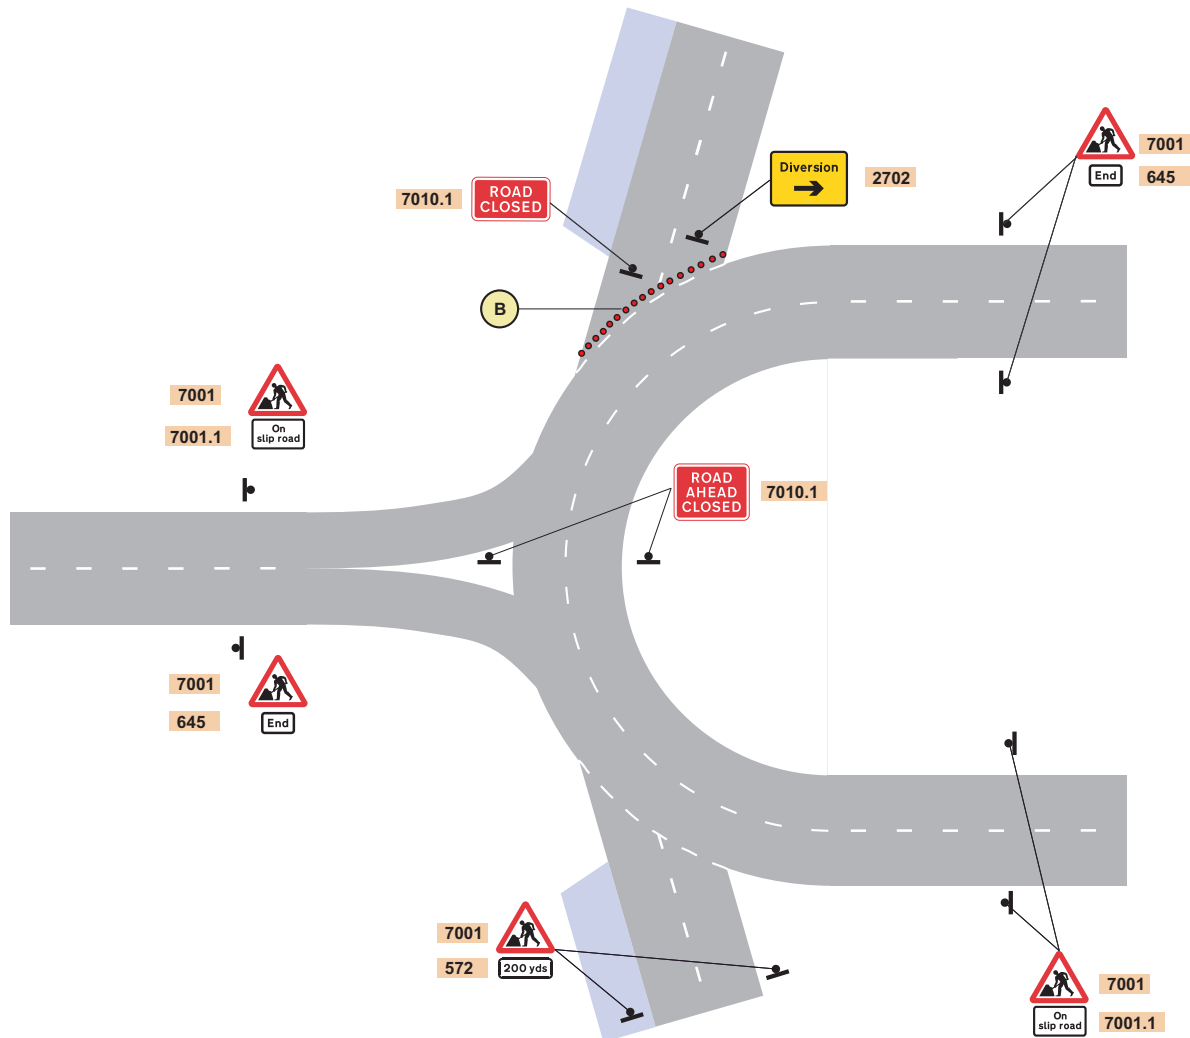 Diversion
2702
7001
End
645
7010.1
ROAD
CLOSED
B
7001
7001.1
On
slip road
ROAD
AHEAD
CLOSED
7010.1
7001
645
End
7001
572
200 yds
7001
On
slip road
7001.1